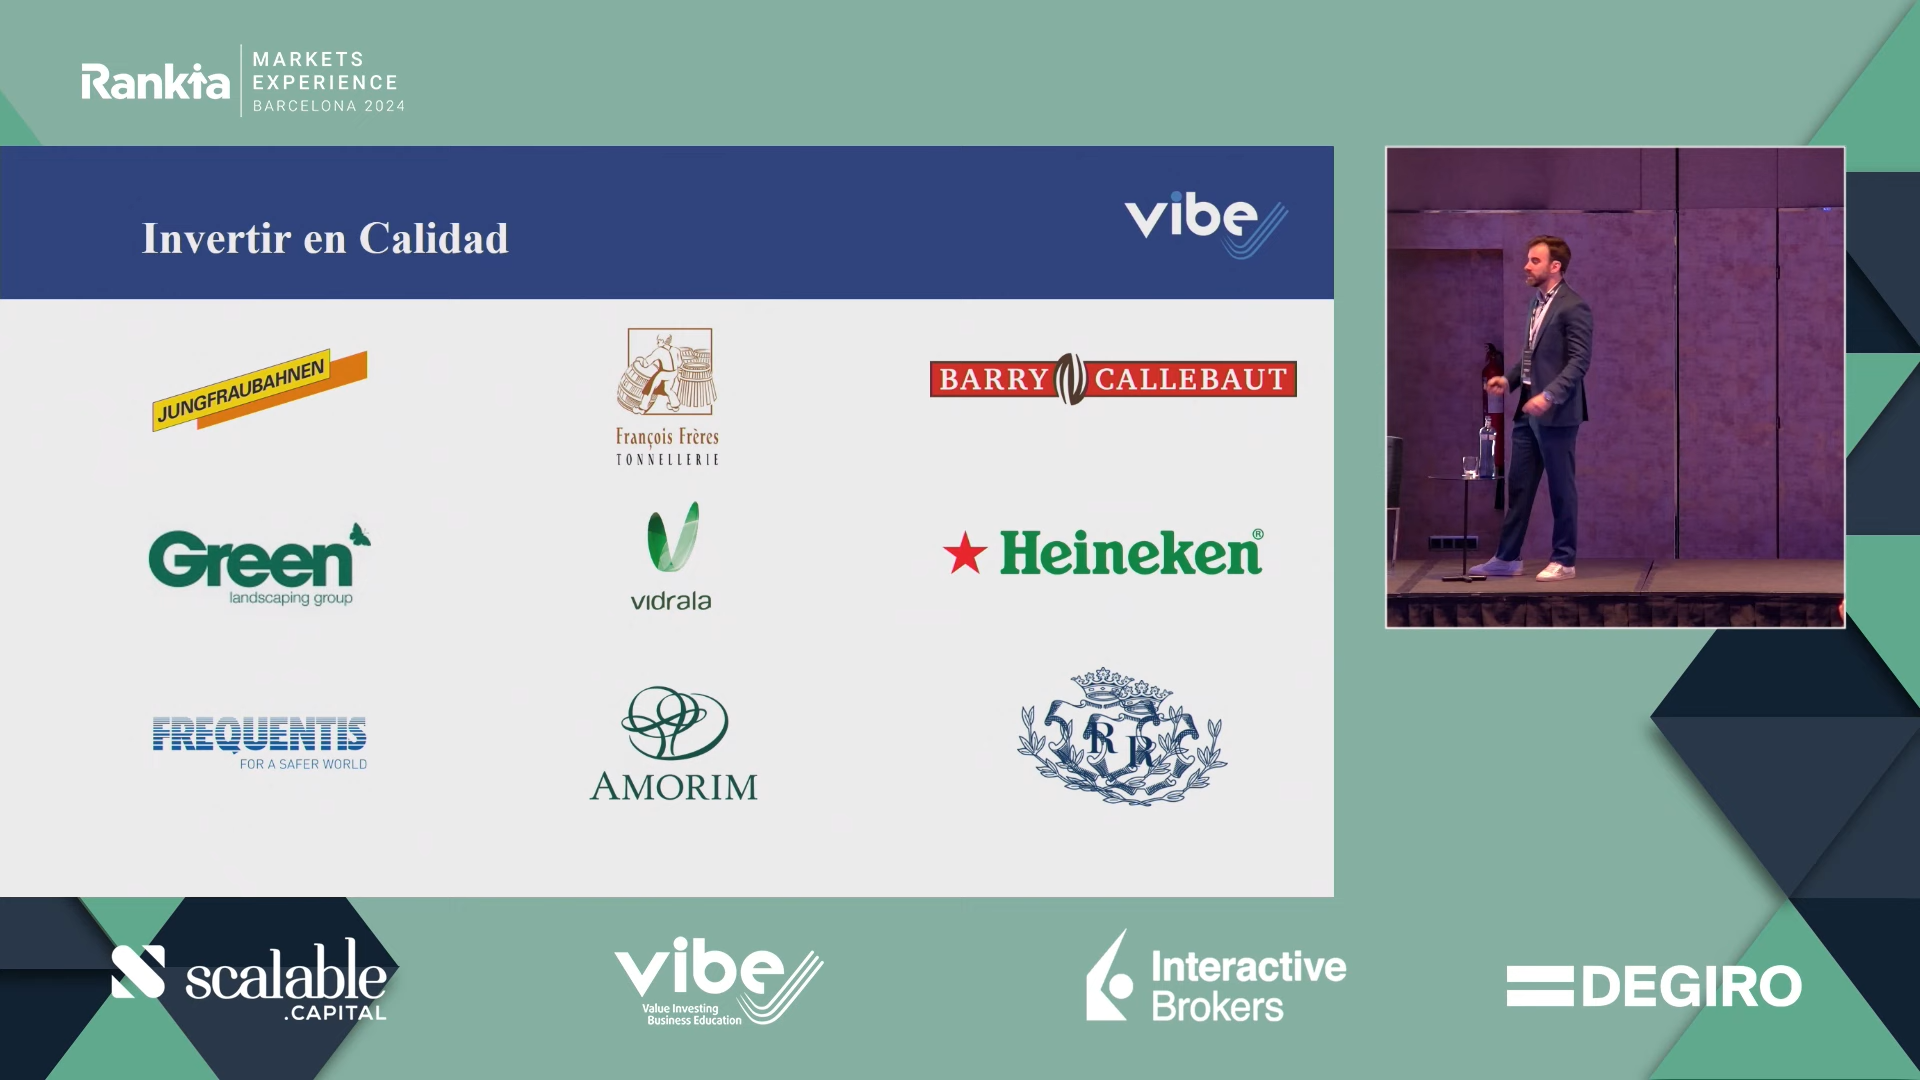 Rankia
MARKETS
EXPERIENCE
BARCELONA 2024
Invertir en Calidad
vibe
JUNGFRAUBAHNEN
François Frères
TONNELLERIE
BARRY CALLEBAUT
Green
landscaping group
vidrala
Heineken®
FREQUENTIS
FOR A SAFER WORLD
AMORIM
R R
scalable
.CAPITAL
vibe
Value Investing
Business Education
Interactive
Brokers
DEGIRO